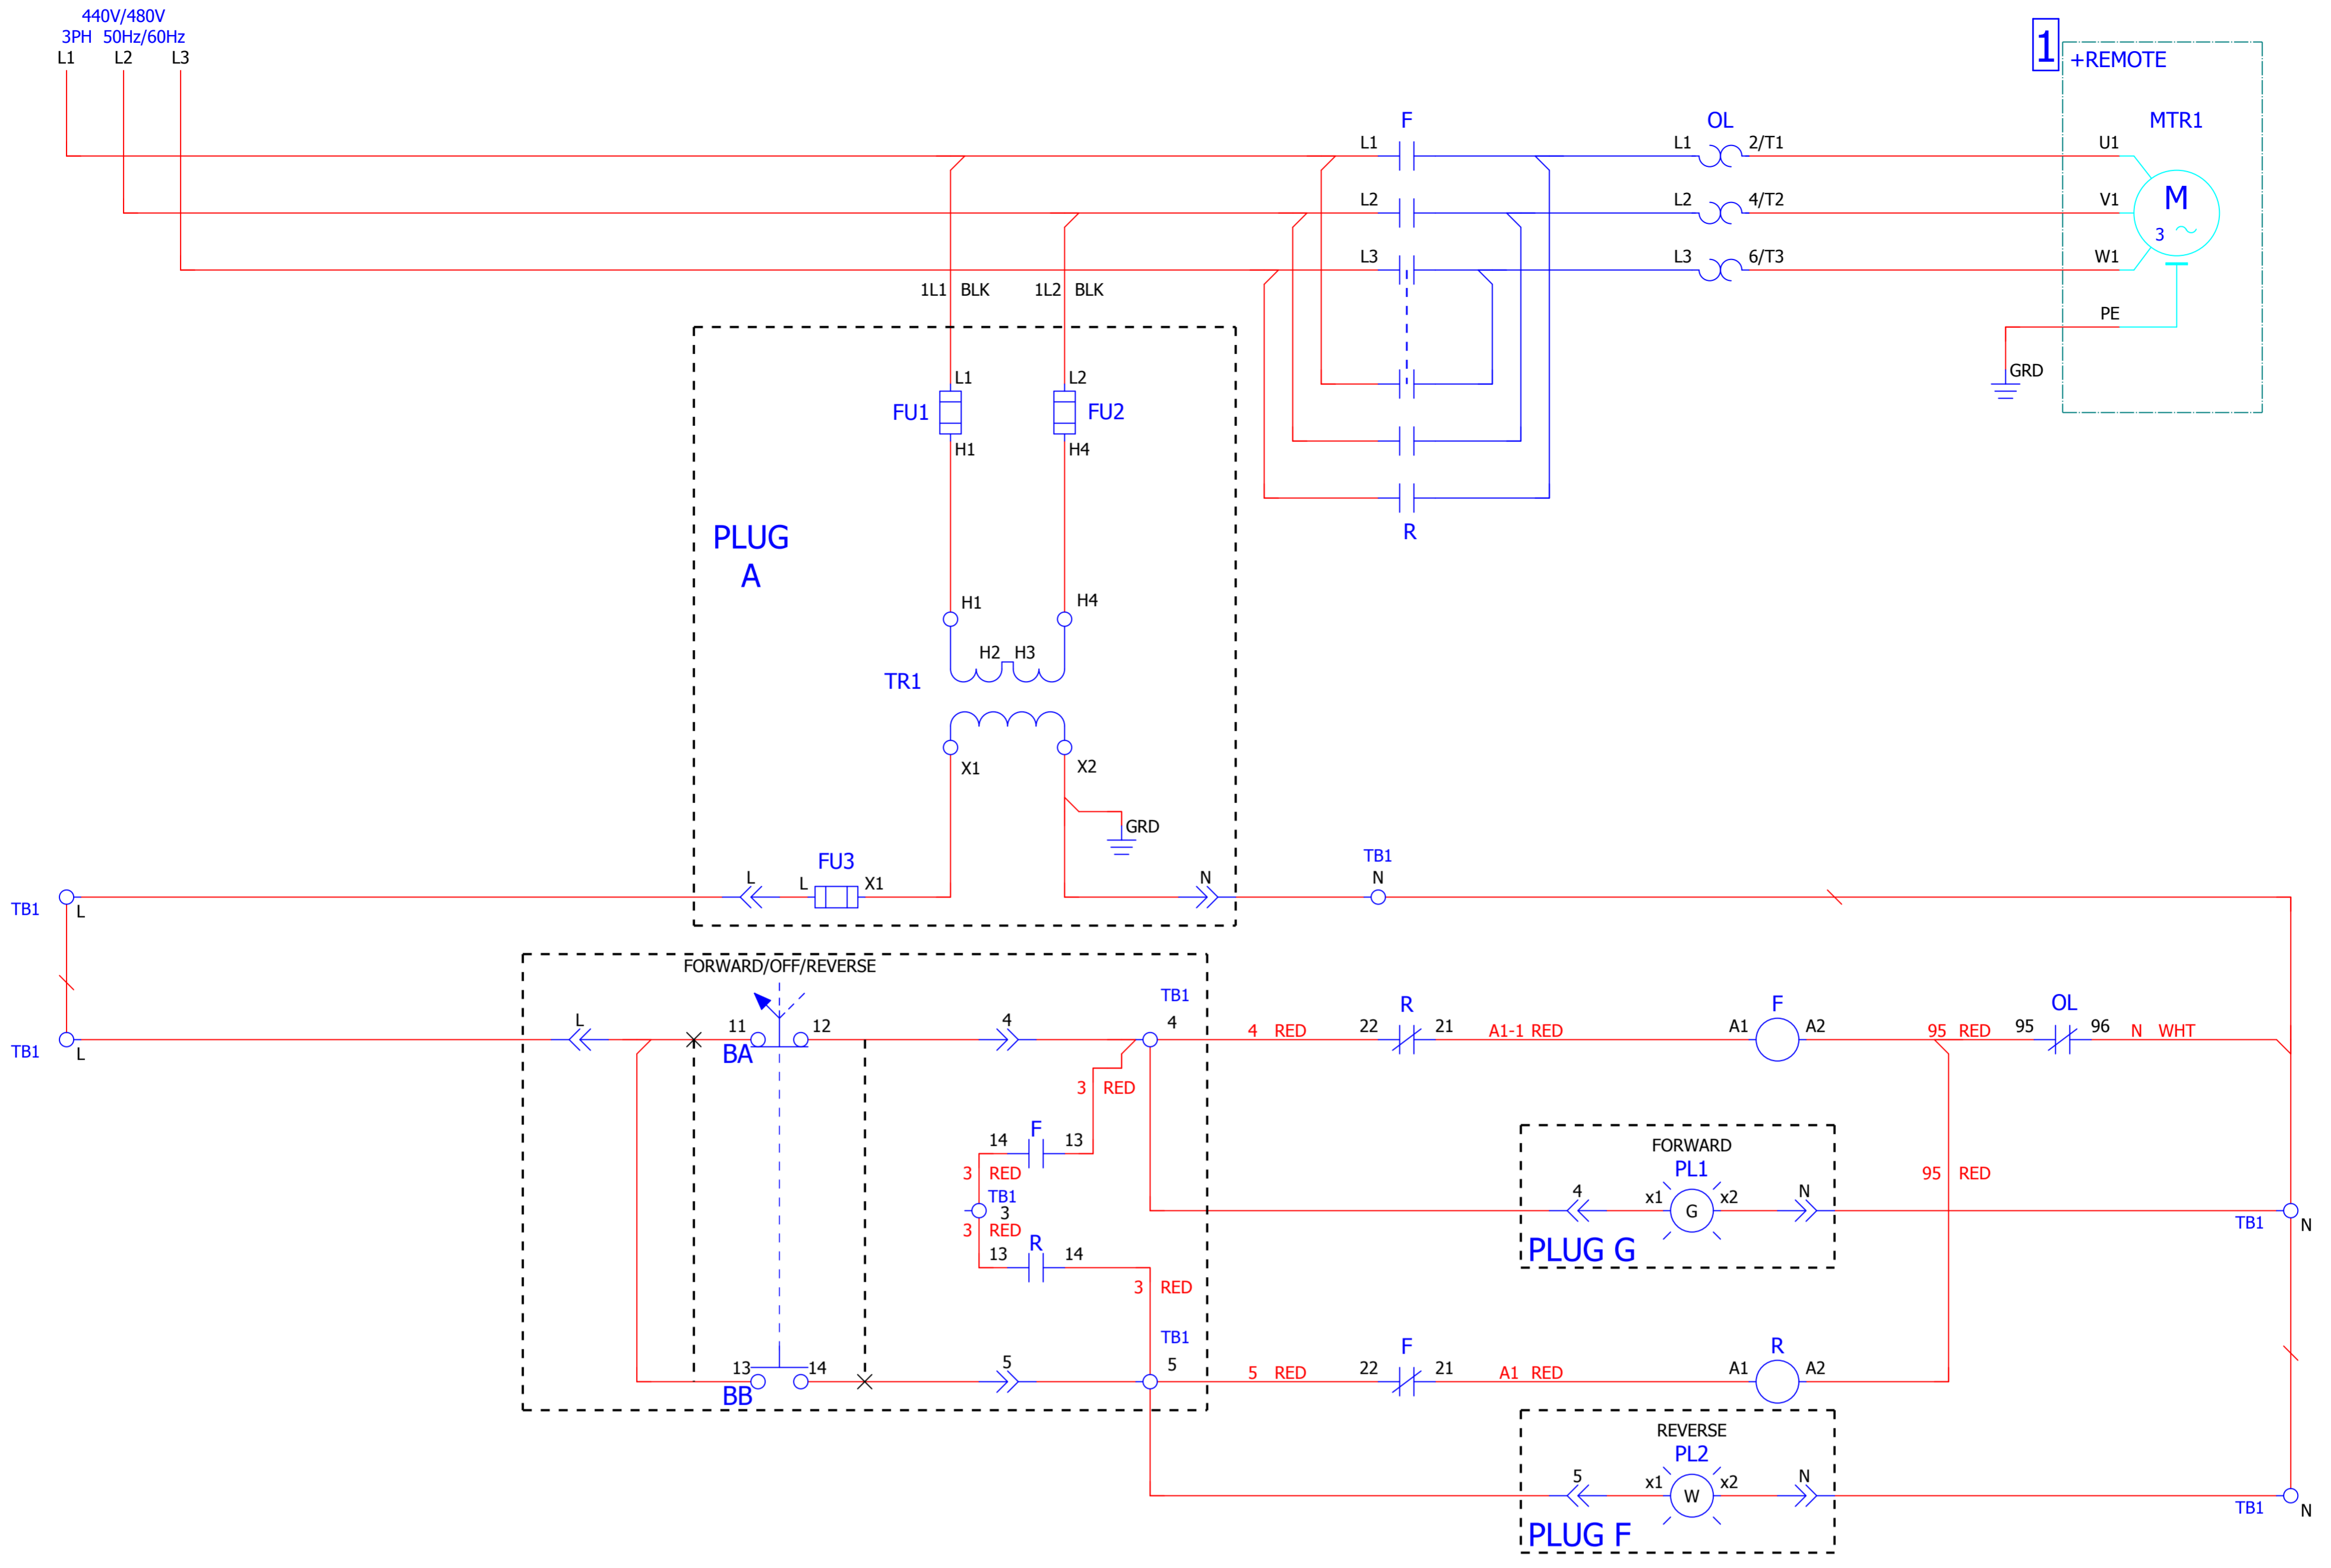 440V/480V
3PH 50Hz/60Hz
L1 L2 L3
1 +REMOTE
F OL MTR1
L1 L1 2/T1 U1
L2 L2 4/T2 V1
M
3
L3 L3 6/T3 W1
1L1 BLK 1L2 BLK
PE
GRD
L1 L2
FU1 FU2
H1 H4
R
PLUG
A
H1 H4
H2 H3
TR1
X1 X2
GRD
FU3 TB1
L L X1 N N
TB1 L
FORWARD/OFF/REVERSE
TB1
L 11 12 4 4
TB1 L
BA
R F OL
4 RED 22 21 A1-1 RED A1 A2 95 RED 95 96 N WHT
3 RED
F
14 13
3 RED
TB1
3
3 RED
R
13 14
3 RED
FORWARD
PL1
4 x1 G x2 N
PLUG G
95 RED
TB1 N
TB1
13 14 5 5
BB
F R
5 RED 22 21 A1 RED A1 A2
REVERSE
PL2
5 x1 W x2 N
PLUG F
TB1 N